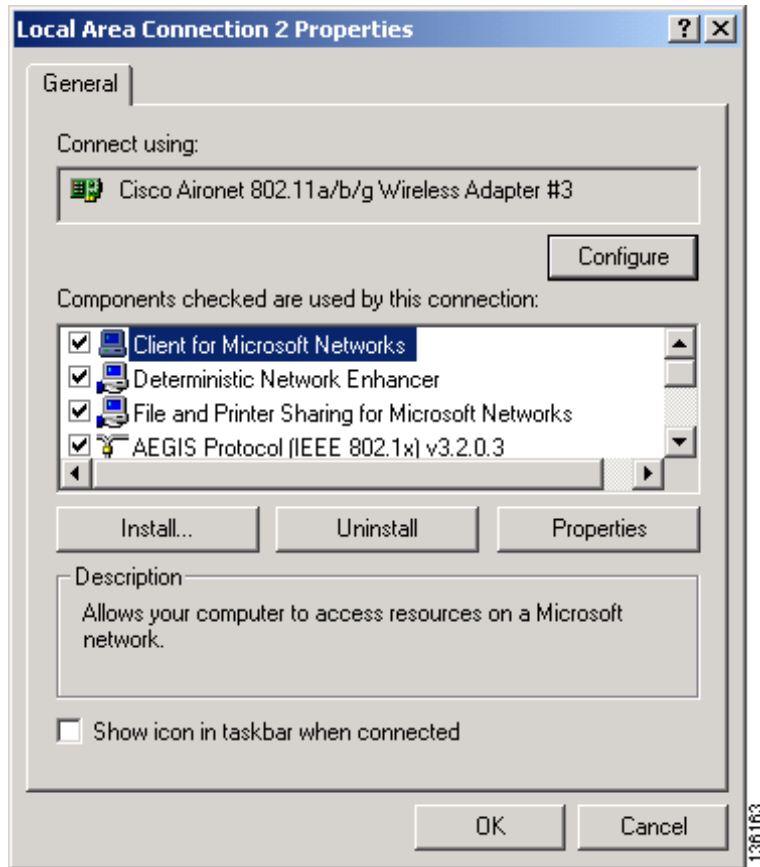 Local Area Connection 2 Properties
General
Connect using:
Cisco Aironet 802.11a/b/g Wireless Adapter #3
Configure
Components checked are used by this connection:
Client for Microsoft Networks
Deterministic Network Enhancer
File and Printer Sharing for Microsoft Networks
AEGIS Protocol (IEEE 802.1x) v3.2.0.3
Install... Uninstall Properties
Description
Allows your computer to access resources on a Microsoft
network.
Show icon in taskbar when connected
OK Cancel
136163